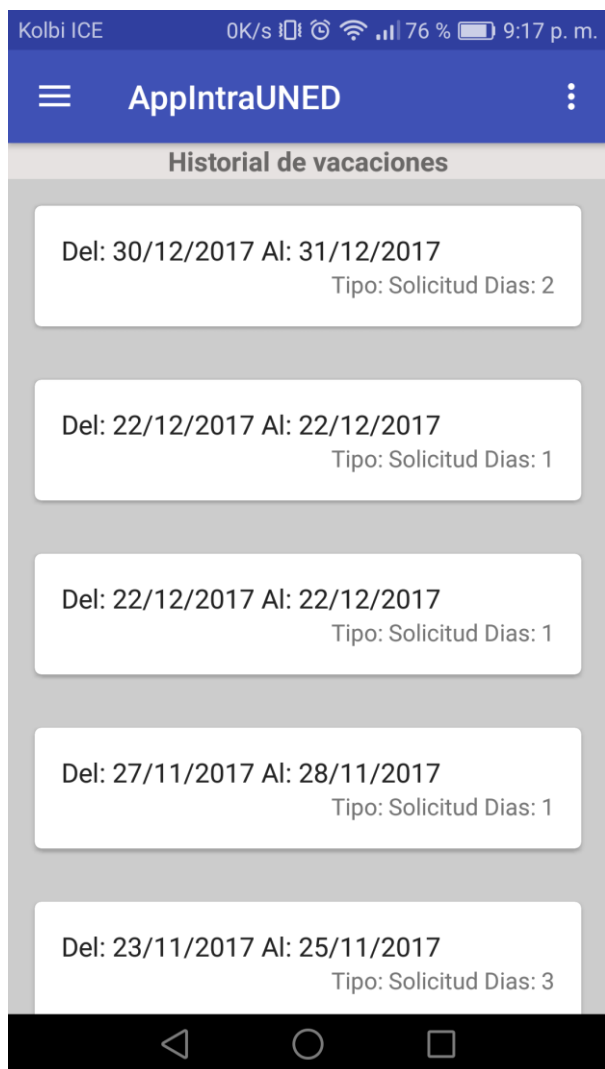 Kolbi ICE 0K/s 76 % 9:17 p. m.
AppIntraUNED
Historial de vacaciones
Del: 30/12/2017 Al: 31/12/2017
Tipo: Solicitud Dias: 2
Del: 22/12/2017 Al: 22/12/2017
Tipo: Solicitud Dias: 1
Del: 22/12/2017 Al: 22/12/2017
Tipo: Solicitud Dias: 1
Del: 27/11/2017 Al: 28/11/2017
Tipo: Solicitud Dias: 1
Del: 23/11/2017 Al: 25/11/2017
Tipo: Solicitud Dias: 3